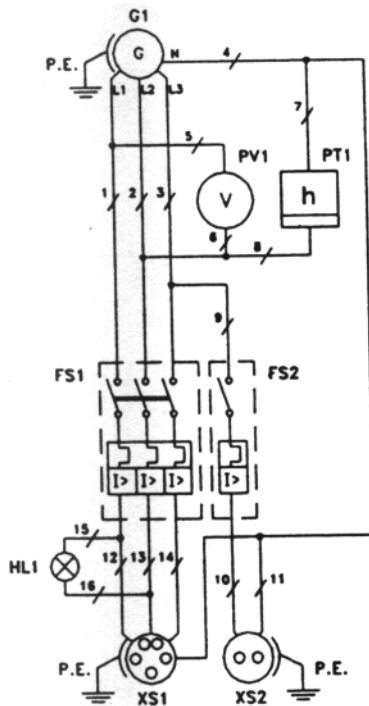 G1
G N 4
P.E.
L1 L2 L3
7
5 PV1 PT1
1 2 3 V h
6 8
9
FS1 FS2
I> I> I> I>
15
12 13 14
HL1
16 10 11
P.E. P.E.
XS1 XS2